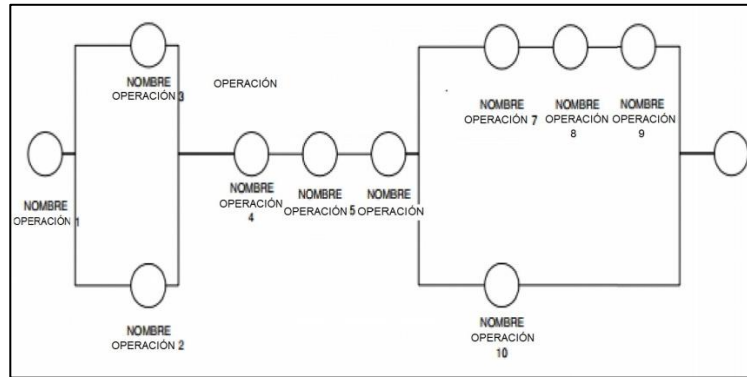 NOMBRE
OPERACIÓN 3
OPERACIÓN
NOMBRE
OPERACIÓN 7
NOMBRE
OPERACIÓN
8
NOMBRE
OPERACIÓN
9
NOMBRE
OPERACIÓN 1
NOMBRE
OPERACIÓN
4
NOMBRE
OPERACIÓN 5
NOMBRE
OPERACIÓN
NOMBRE
OPERACIÓN 2
NOMBRE
OPERACIÓN
10